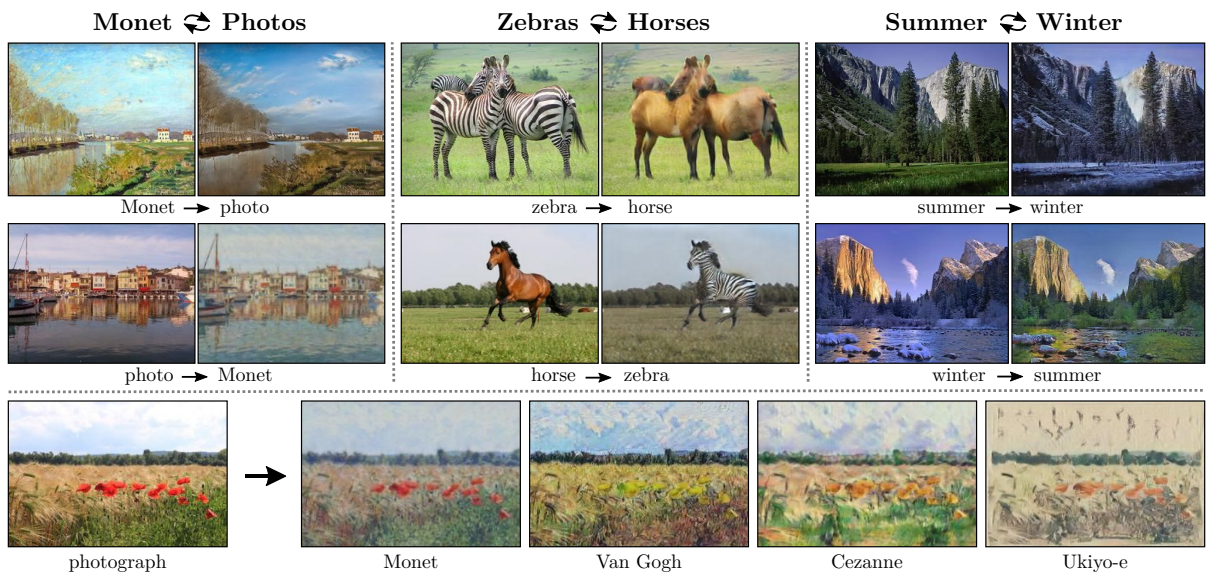 Monet ⇄ Photos
Zebras ⇄ Horses
Summer ⇄ Winter
Monet → photo
zebra → horse
summer → winter
photo → Monet
horse → zebra
winter → summer
photograph
Monet
Van Gogh
Cezanne
Ukiyo-e